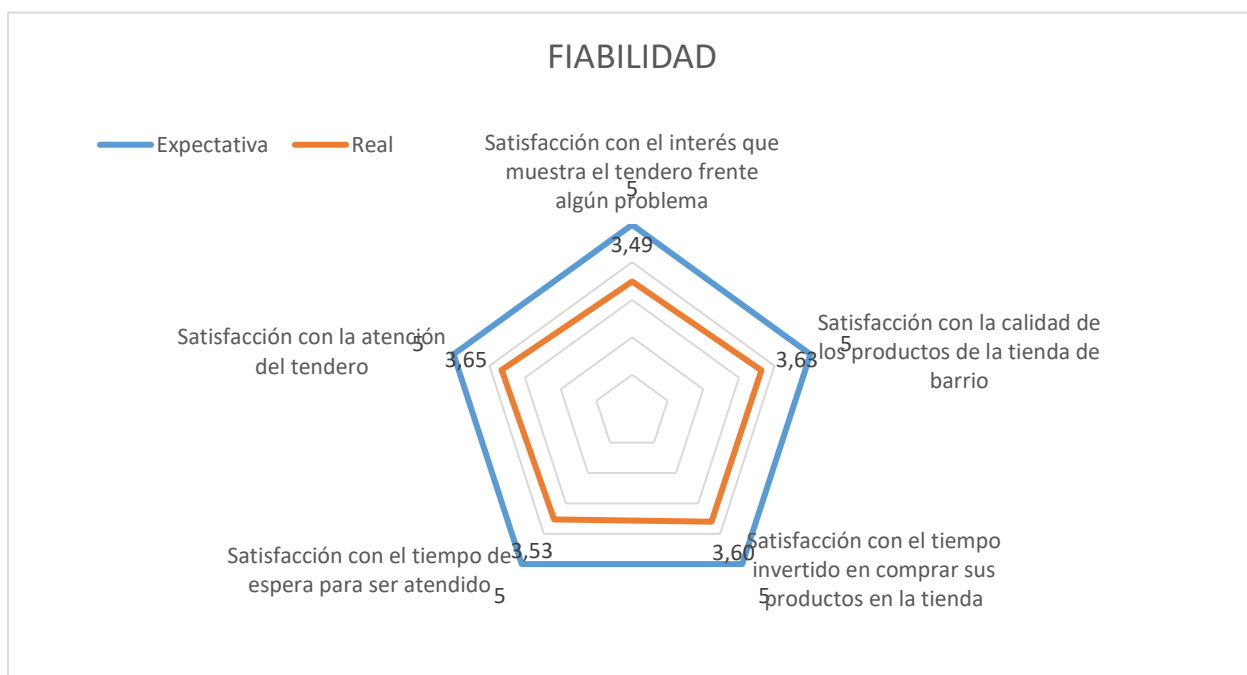 FIABILIDAD
Expectativa
Real
Satisfacción con el interés que
muestra el tendero frente
algún problema
5
3,49
Satisfacción con la calidad de
los productos de la tienda de
barrio
5
3,63
Satisfacción con el tiempo
invertido en comprar sus
productos en la tienda
5
3,60
Satisfacción con el tiempo de
espera para ser atendido
5
3,53
Satisfacción con la atención
del tendero
5
3,65